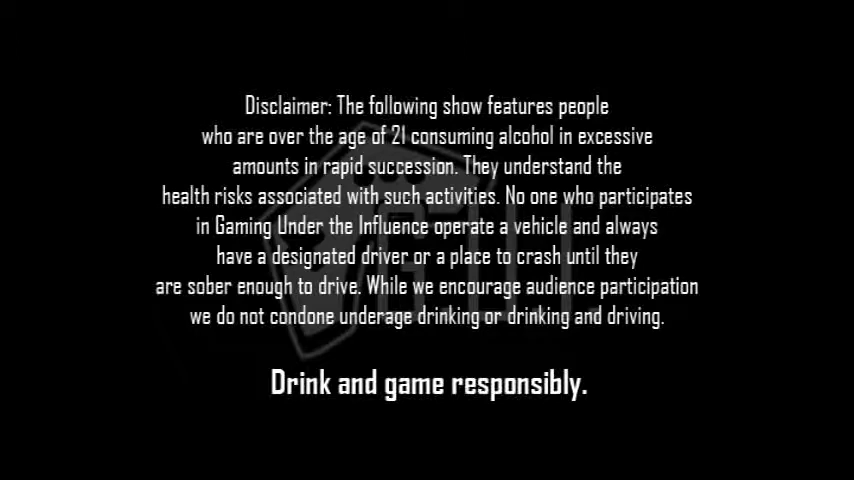 Disclaimer: The following show features people
who are over the age of 21 consuming alcohol in excessive
amounts in rapid succession. They understand the
health risks associated with such activities. No one who participates
in Gaming Under the Influence operate a vehicle and always
have a designated driver or a place to crash until they
are sober enough to drive. While we encourage audience participation
we do not condone underage drinking or drinking and driving.
Drink and game responsibly.